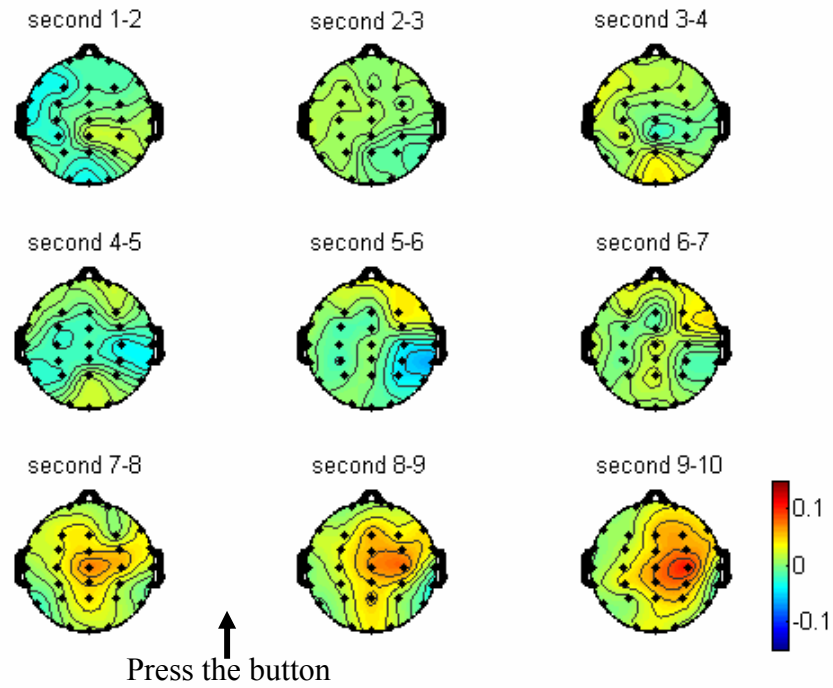 second 1-2
second 2-3
second 3-4
second 4-5
second 5-6
second 6-7
second 7-8
second 8-9
second 9-10
0.1
0
-0.1
Press the button